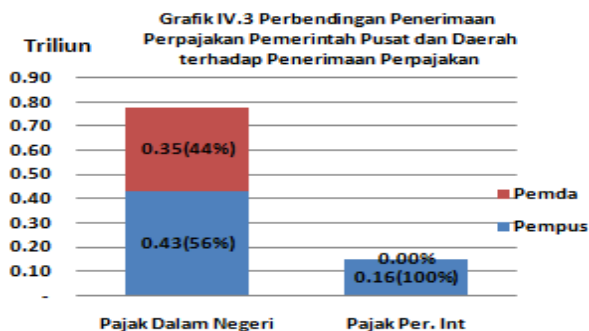 Grafik IV.3 Perbendingan Penerimaan
Perpajakan Pemerintah Pusat dan Daerah
terhadap Penerimaan Perpajakan
Triliun
0.90
0.80
0.70
0.60
0.50
0.40
0.30
0.20
0.10
-
0.35(44%)
0.43(56%)
0.00%
0.16(100%)
Pemda
Pempus
Pajak Dalam Negeri
Pajak Per. Int